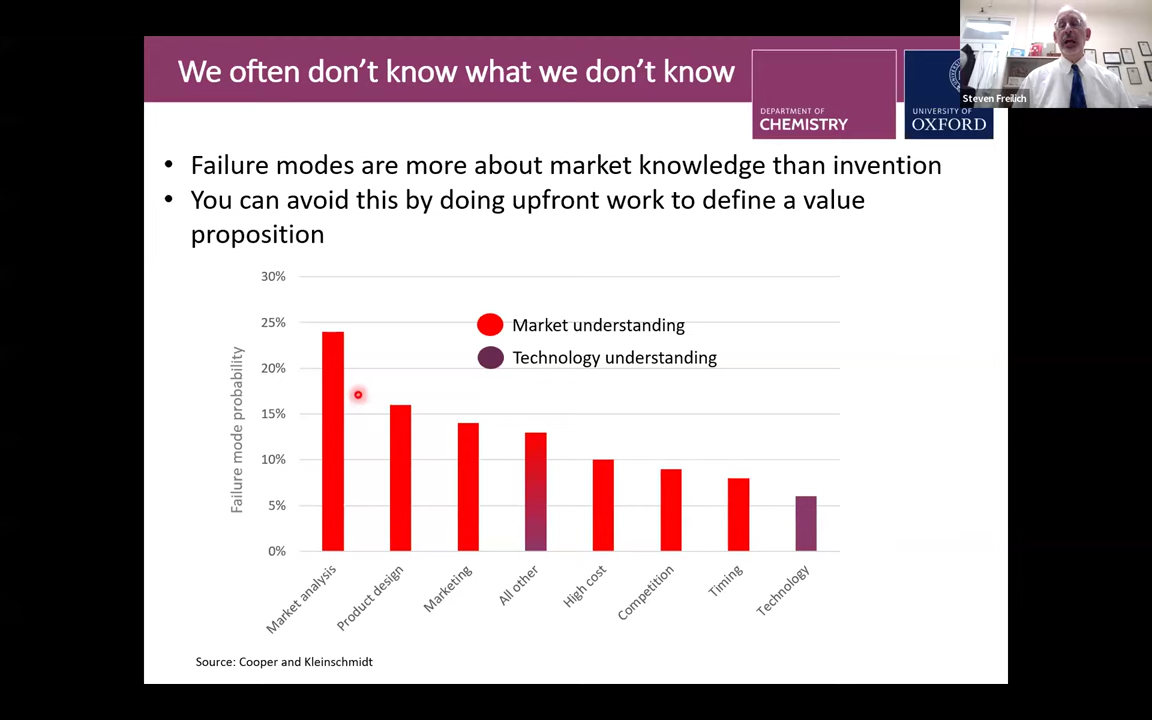 We often don't know what we don't know
DEPARTMENT OF
CHEMISTRY
UNIVERSITY OF
OXFORD
Steven Freilich
• Failure modes are more about market knowledge than invention
• You can avoid this by doing upfront work to define a value
proposition
30%
25%
20%
15%
10%
5%
0%
Failure mode probability
Market understanding
Technology understanding
Market analysis
Product design
Marketing
All other
High cost
Competition
Timing
Technology
Source: Cooper and Kleinschmidt